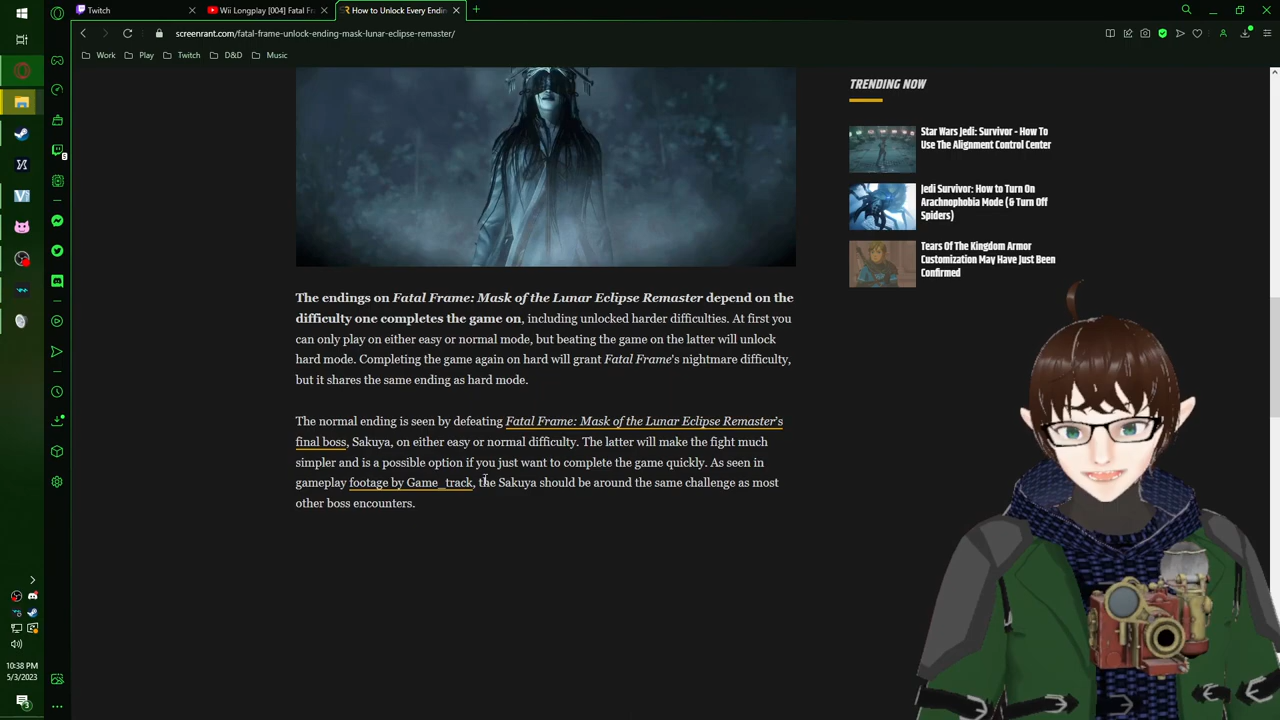 Twitch
Wii Longplay [004] Fatal Fr
How to Unlock Every Endin
screenrant.com/fatal-frame-unlock-ending-mask-lunar-eclipse-remaster/
Work
Play
Twitch
D&D
Music
TRENDING NOW
Star Wars Jedi: Survivor - How To
Use The Alignment Control Center
Jedi Survivor: How to Turn On
Arachnophobia Mode (& Turn Off
Spiders)
Tears Of The Kingdom Armor
Customization May Have Just Been
Confirmed
The endings on Fatal Frame: Mask of the Lunar Eclipse Remaster depend on the
difficulty one completes the game on, including unlocked harder difficulties. At first you
can only play on either easy or normal mode, but beating the game on the latter will unlock
hard mode. Completing the game again on hard will grant Fatal Frame's nightmare difficulty,
but it shares the same ending as hard mode.
The normal ending is seen by defeating Fatal Frame: Mask of the Lunar Eclipse Remaster's
final boss, Sakuya, on either easy or normal difficulty. The latter will make the fight much
simpler and is a possible option if you just want to complete the game quickly. As seen in
gameplay footage by Game_track, the Sakuya should be around the same challenge as most
other boss encounters.
10:38 PM
5/3/2023
3